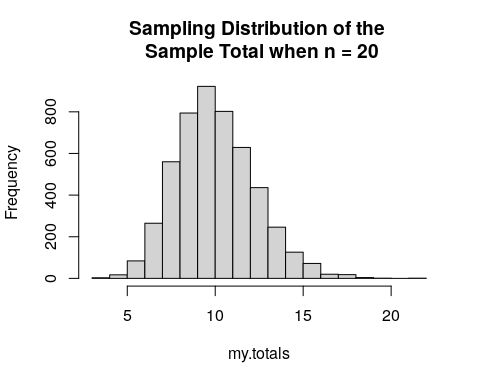 Sampling Distribution of the
Sample Total when n = 20
Frequency
800
600
400
200
0
5 10 15 20
my.totals